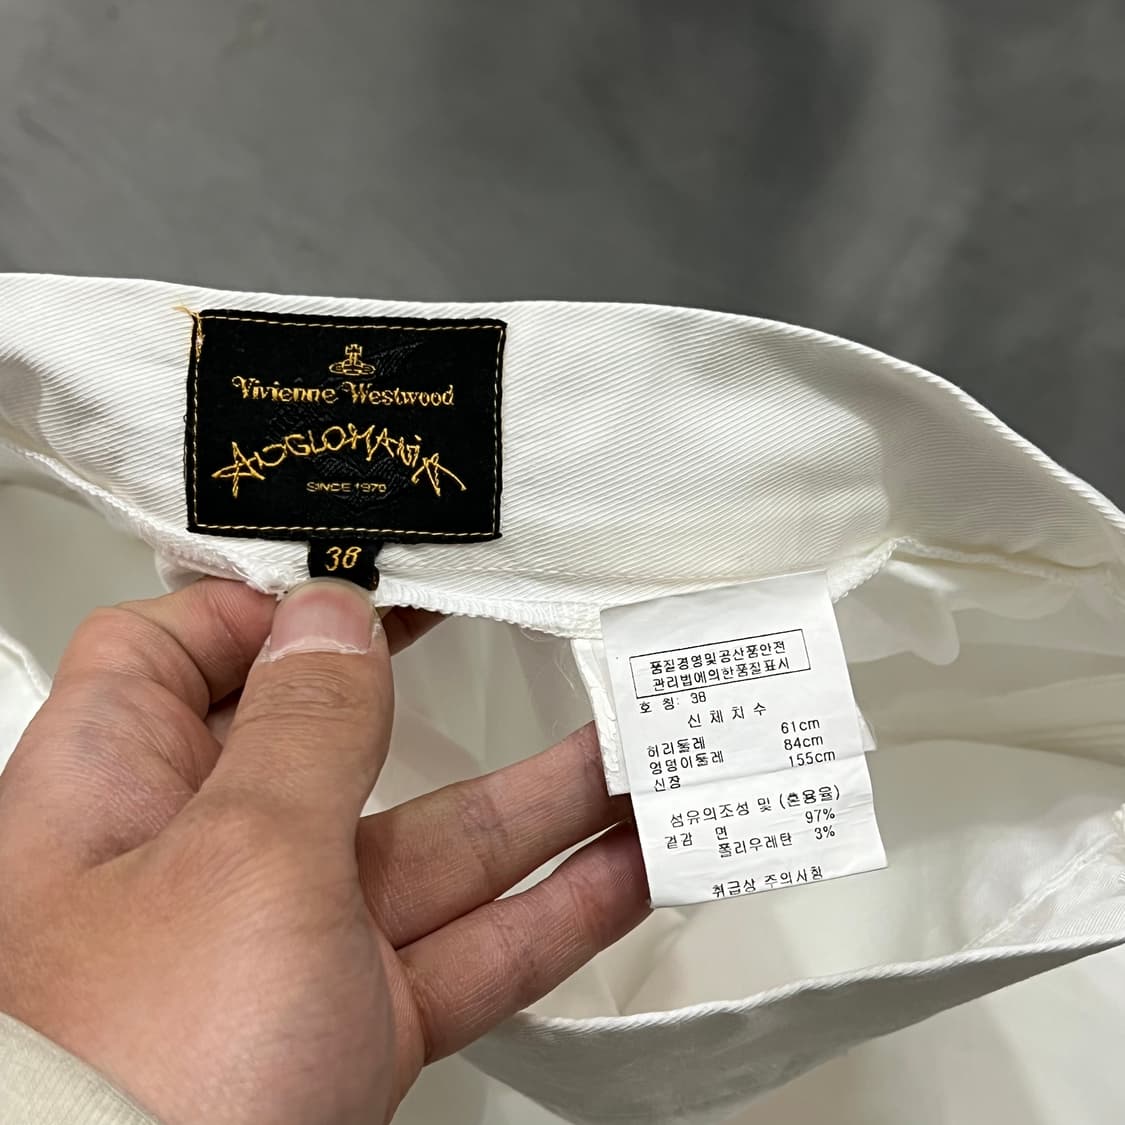 Vivienne Westwood
ANGLOMANIA
SINCE 1970
38
품질경영및공산품안전
관리법에의한품질표시
호 칭: 38
신 체 치 수
허리둘레 61cm
엉덩이둘레 84cm
신장 155cm
섬유의조성 및 (혼용율)
겉감 면 97%
폴리우레탄 3%
취급상 주의사항